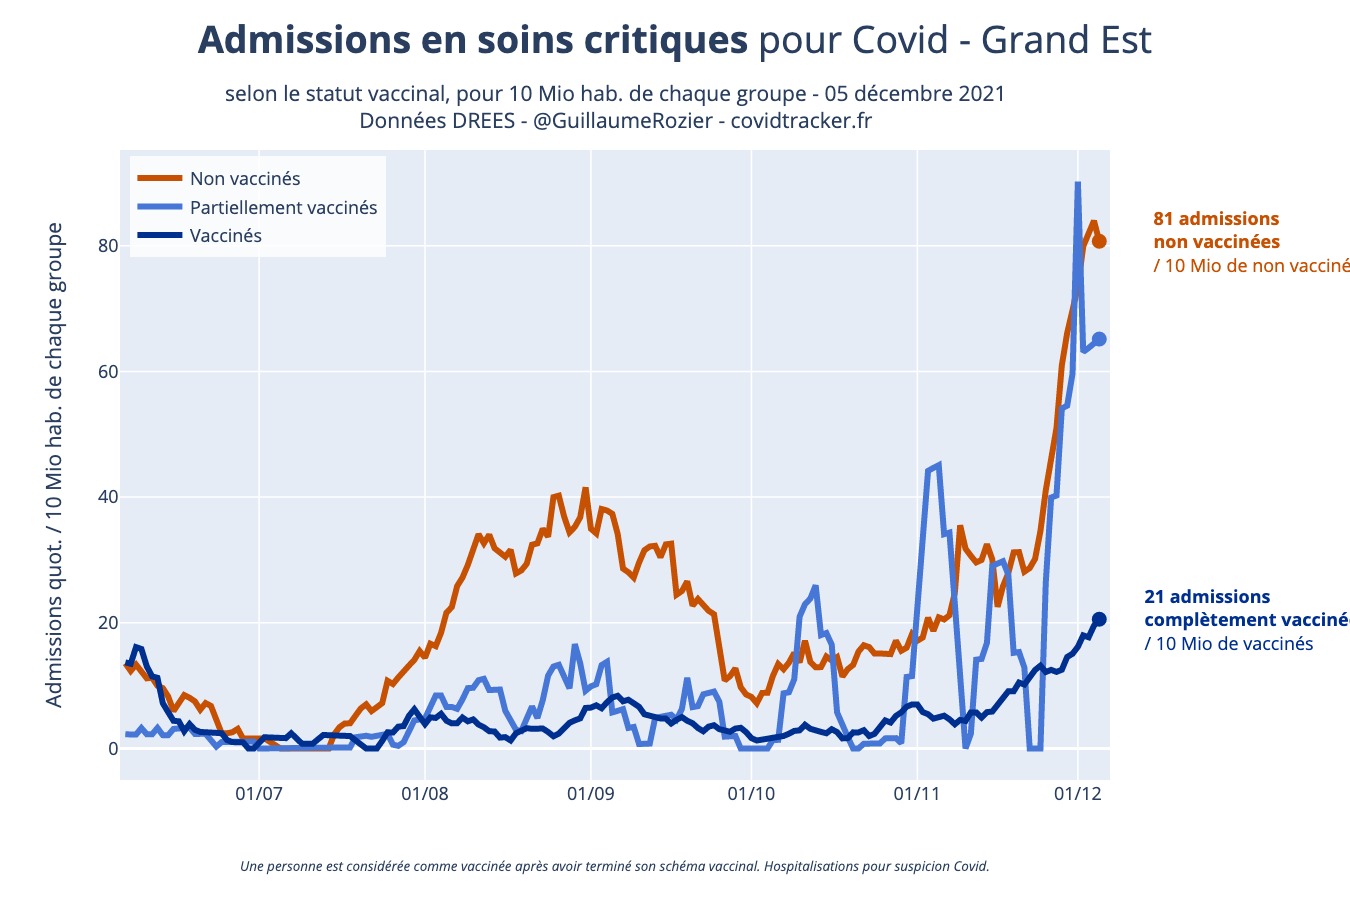 Admissions en soins critiques pour Covid - Grand Est
selon le statut vaccinal, pour 10 Mio hab. de chaque groupe - 05 décembre 2021
Données DREES - @GuillaumeRozier - covidtracker.fr
Non vaccinés
Partiellement vaccinés
Vaccinés
Admissions quot. / 10 Mio hab. de chaque groupe
80
60
40
20
0
01/07
01/08
01/09
01/10
01/11
01/12
81 admissions
non vaccinées
/ 10 Mio de non vacciné
21 admissions
complètement vacciné
/ 10 Mio de vaccinés
Une personne est considérée comme vaccinée après avoir terminé son schéma vaccinal. Hospitalisations pour suspicion Covid.